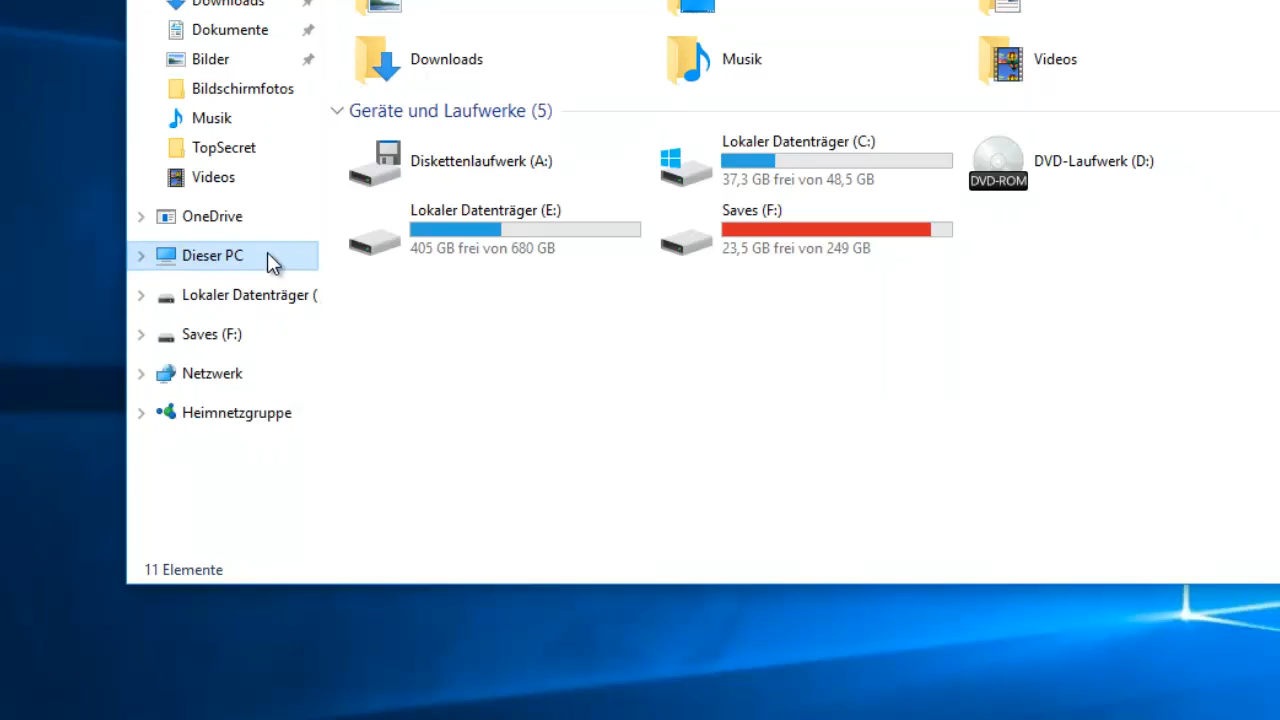 Downloads
Dokumente
Bilder
Bildschirmfotos
Musik
TopSecret
Videos
OneDrive
Dieser PC
Lokaler Datenträger (
Saves (F:)
Netzwerk
Heimnetzgruppe
11 Elemente
Downloads
Musik
Videos
Geräte und Laufwerke (5)
Diskettenlaufwerk (A:)
Lokaler Datenträger (C:)
37,3 GB frei von 48,5 GB
DVD-ROM
DVD-Laufwerk (D:)
Lokaler Datenträger (E:)
405 GB frei von 680 GB
Saves (F:)
23,5 GB frei von 249 GB